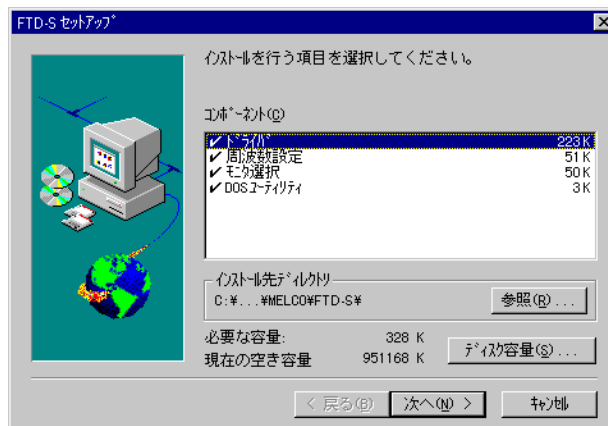 FTD-S ｾｯﾄｱｯﾌﾟ
ｲﾝｽﾄｰﾙを行う項目を選択してください。
ｺﾝﾎﾟｰﾈﾝﾄ(C)
ﾄﾞﾗｲﾊﾞ 223 K
周波数設定 51 K
ﾓﾆﾀ選択 50 K
DOSﾕｰﾃｨﾘﾃｨ 3 K
ｲﾝｽﾄｰﾙ先ﾃﾞｨﾚｸﾄﾘ
C:¥...¥MELCO¥FTD-S¥ 参照(R)...
必要な容量: 328 K
現在の空き容量 951168 K
ﾃﾞｨｽｸ容量(S)...
< 戻る(B) 次へ(N) > ｷｬﾝｾﾙ